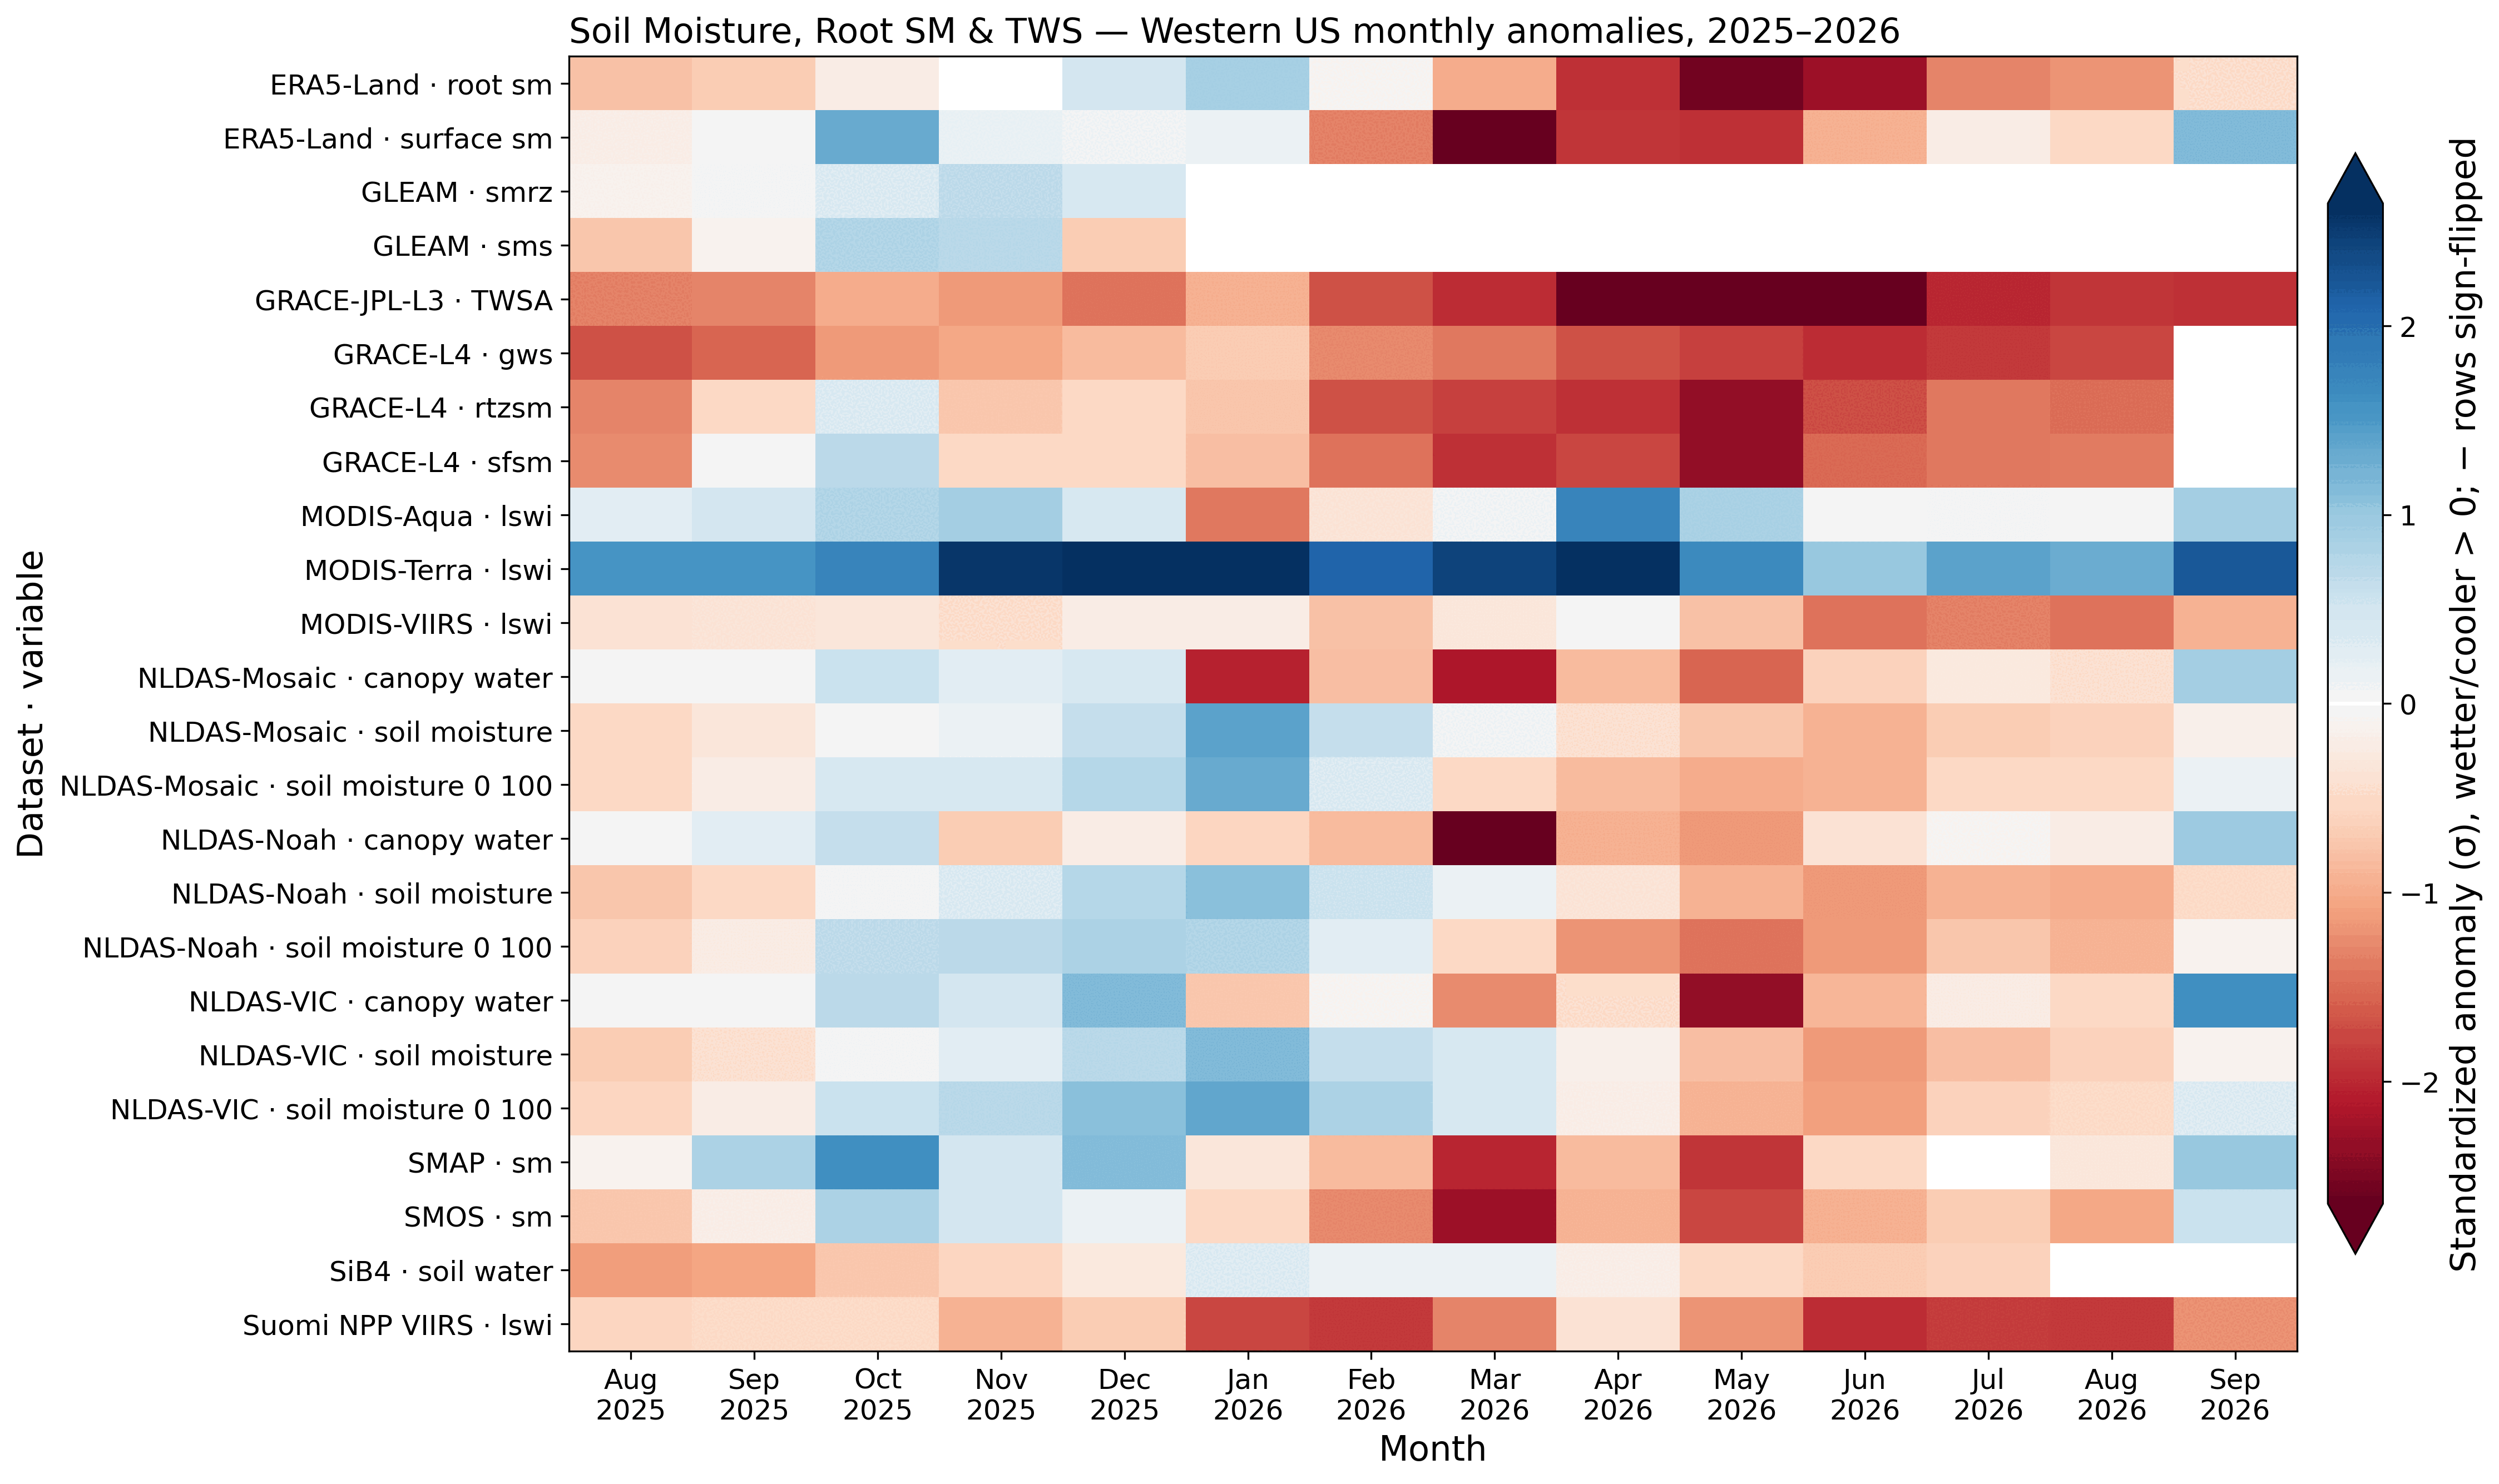 Soil Moisture, Root SM & TWS — Western US monthly anomalies, 2025–2026
Dataset · variable
ERA5-Land · root sm
ERA5-Land · surface sm
GLEAM · smrz
GLEAM · sms
GRACE-JPL-L3 · TWSA
GRACE-L4 · gws
GRACE-L4 · rtzsm
GRACE-L4 · sfsm
MODIS-Aqua · lswi
MODIS-Terra · lswi
MODIS-VIIRS · lswi
NLDAS-Mosaic · canopy water
NLDAS-Mosaic · soil moisture
NLDAS-Mosaic · soil moisture 0 100
NLDAS-Noah · canopy water
NLDAS-Noah · soil moisture
NLDAS-Noah · soil moisture 0 100
NLDAS-VIC · canopy water
NLDAS-VIC · soil moisture
NLDAS-VIC · soil moisture 0 100
SMAP · sm
SMOS · sm
SiB4 · soil water
Suomi NPP VIIRS · lswi
Aug 2025
Sep 2025
Oct 2025
Nov 2025
Dec 2025
Jan 2026
Feb 2026
Mar 2026
Apr 2026
May 2026
Jun 2026
Jul 2026
Aug 2026
Sep 2026
Month
2
1
0
−1
−2
Standardized anomaly (σ), wetter/cooler > 0; − rows sign-flipped